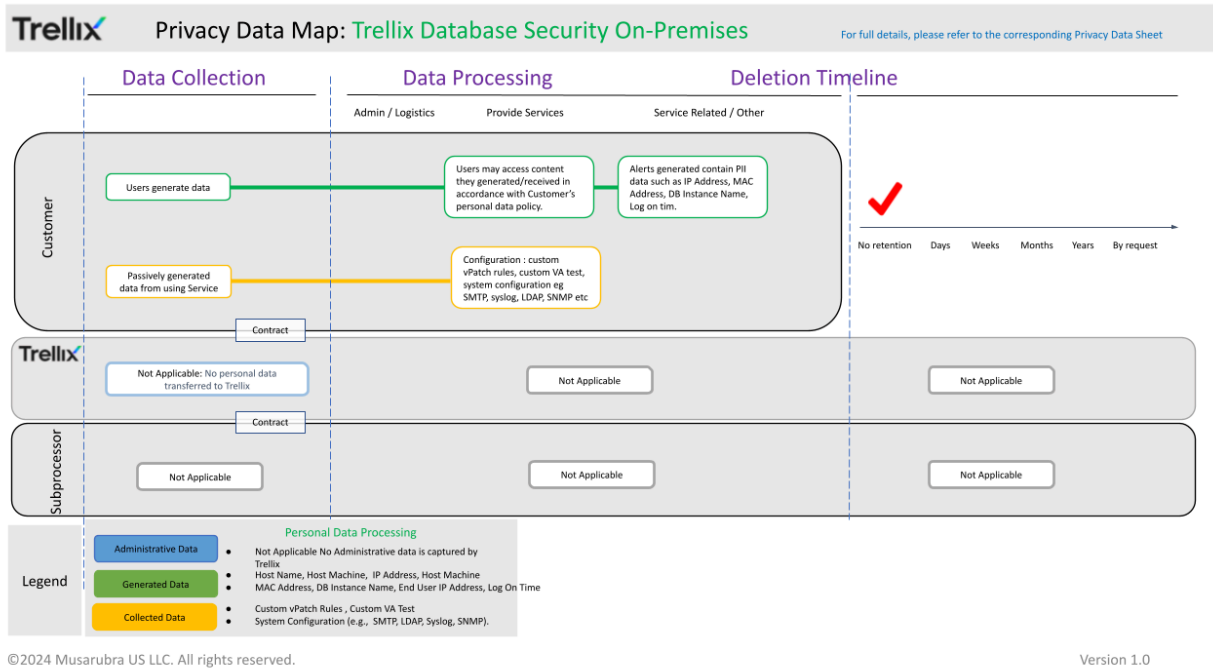 Trellix
Privacy Data Map: Trellix Database Security On-Premises
For full details, please refer to the corresponding Privacy Data Sheet
Data Collection
Data Processing
Deletion Timeline
Admin / Logistics
Provide Services
Service Related / Other
Customer
Users generate data
Users may access content
they generated/received in
accordance with Customer's
personal data policy.
Alerts generated contain PII
data such as IP Address, MAC
Address, DB Instance Name,
Log on tim.
No retention
Days
Weeks
Months
Years
By request
Passively generated
data from using Service
Configuration : custom
vPatch rules, custom VA test,
system configuration eg
SMTP, syslog, LDAP, SNMP etc
Contract
Trellix
Not Applicable: No personal data
transferred to Trellix
Not Applicable
Not Applicable
Contract
Subprocessor
Not Applicable
Not Applicable
Not Applicable
Legend
Personal Data Processing
Administrative Data
• Not Applicable No Administrative data is captured by
Trellix
Generated Data
• Host Name, Host Machine, IP Address, Host Machine
• MAC Address, DB Instance Name, End User IP Address, Log On Time
Collected Data
• Custom vPatch Rules , Custom VA Test
• System Configuration (e.g., SMTP, LDAP, Syslog, SNMP).
©2024 Musarubra US LLC. All rights reserved.
Version 1.0